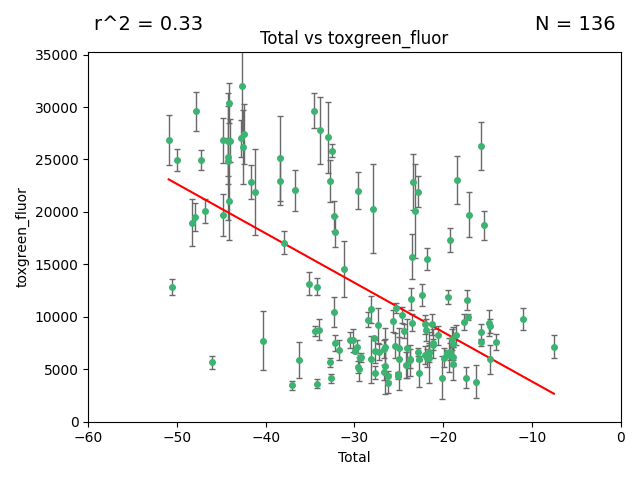 r^2 = 0.33 N = 136
Total vs toxgreen_fluor
35000
30000
25000
20000
15000
10000
5000
0
toxgreen_fluor
−60 −50 −40 −30 −20 −10 0
Total